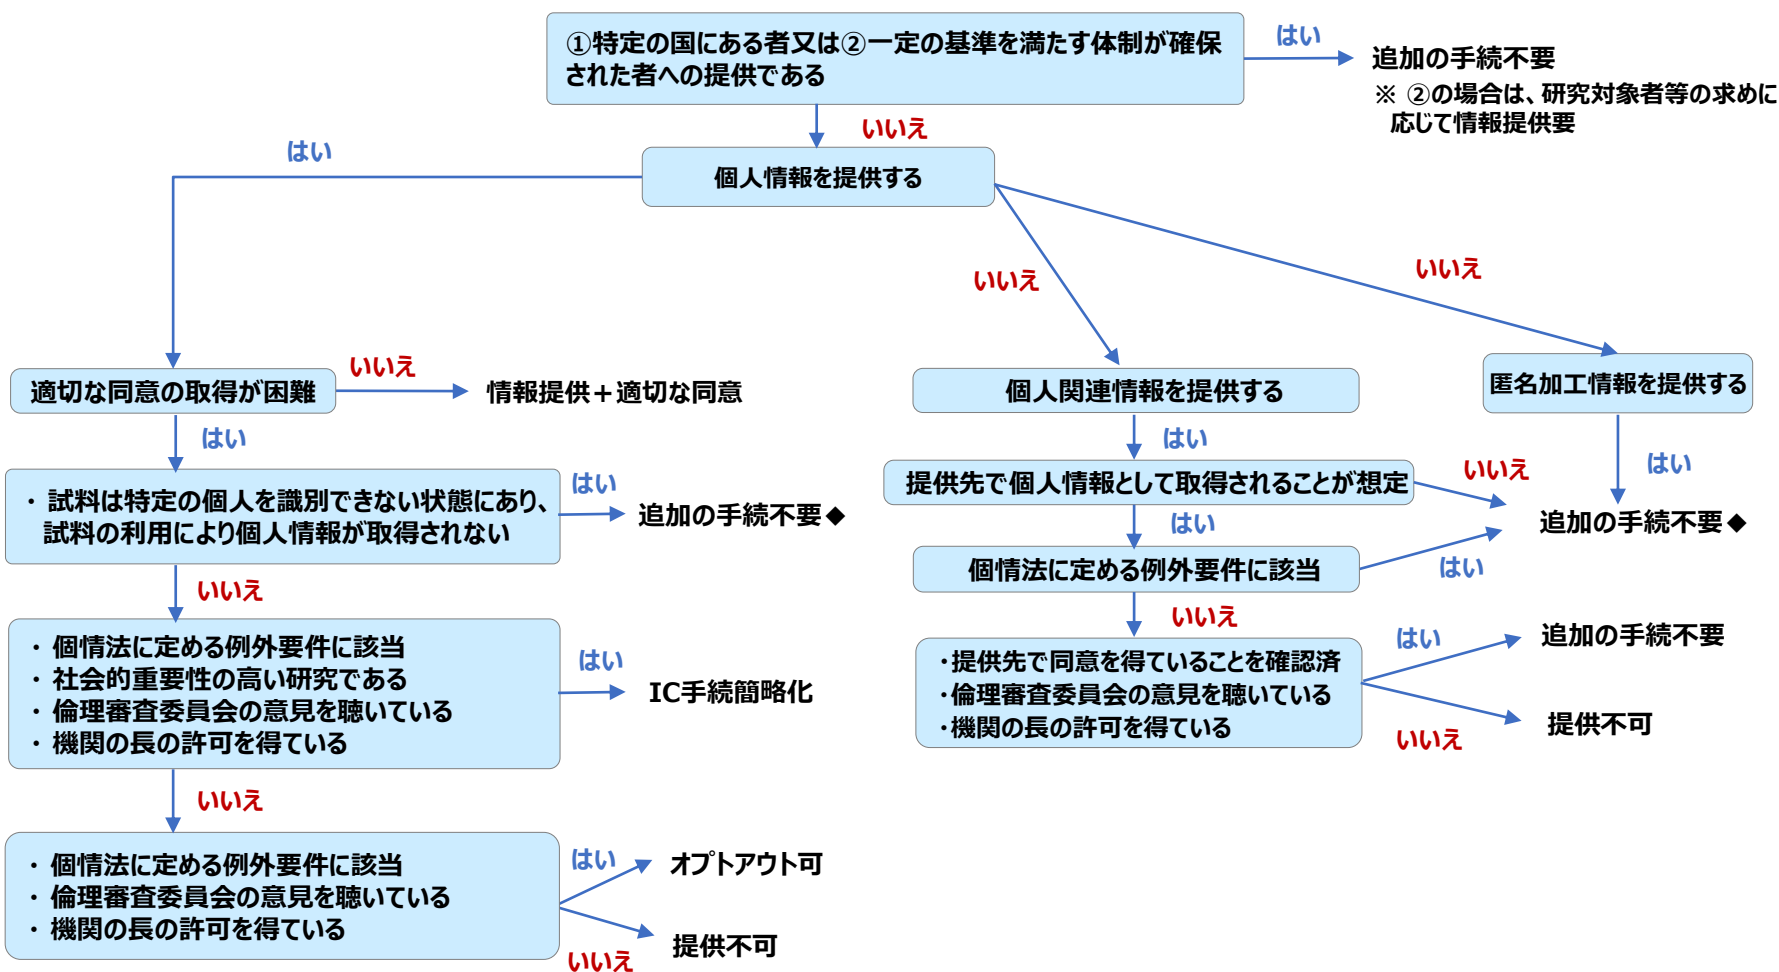 ①特定の国にある者又は②一定の基準を満たす体制が確保
された者への提供である
はい
追加の手続不要
※ ②の場合は、研究対象者等の求めに
応じて情報提供要
いいえ
はい
個人情報を提供する
いいえ
いいえ
適切な同意の取得が困難
いいえ
情報提供＋適切な同意
はい
・ 試料は特定の個人を識別できない状態にあり、
試料の利用により個人情報が取得されない
はい
追加の手続不要◆
いいえ
・ 個情法に定める例外要件に該当
・ 社会的重要性の高い研究である
・ 倫理審査委員会の意見を聴いている
・ 機関の長の許可を得ている
はい
IC手続簡略化
いいえ
・ 個情法に定める例外要件に該当
・ 倫理審査委員会の意見を聴いている
・ 機関の長の許可を得ている
はい
オプトアウト可
いいえ
提供不可
個人関連情報を提供する
はい
提供先で個人情報として取得されることが想定
いいえ
はい
個情法に定める例外要件に該当
はい
いいえ
・提供先で同意を得ていることを確認済
・倫理審査委員会の意見を聴いている
・機関の長の許可を得ている
はい
追加の手続不要
いいえ
提供不可
匿名加工情報を提供する
はい
追加の手続不要◆